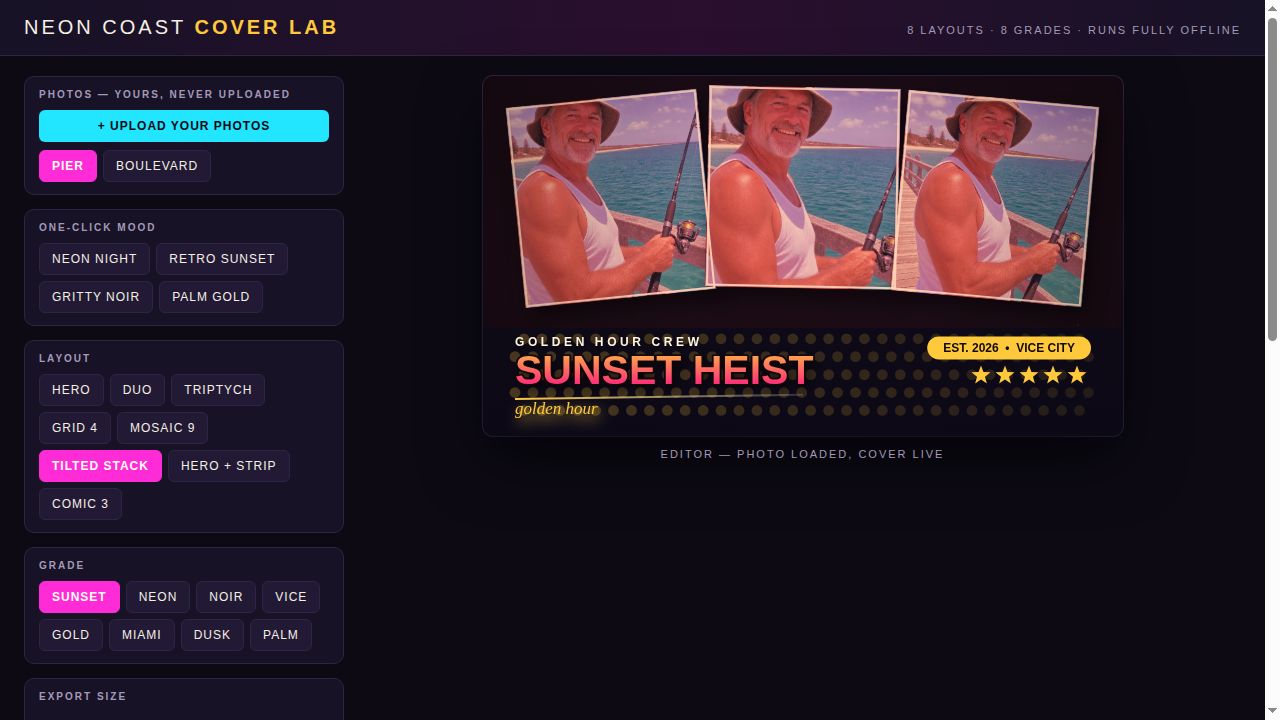 NEON COAST COVER LAB
8 LAYOUTS · 8 GRADES · RUNS FULLY OFFLINE
PHOTOS — YOURS, NEVER UPLOADED
+ UPLOAD YOUR PHOTOS
PIER
BOULEVARD
ONE-CLICK MOOD
NEON NIGHT
RETRO SUNSET
GRITTY NOIR
PALM GOLD
LAYOUT
HERO
DUO
TRIPTYCH
GRID 4
MOSAIC 9
TILTED STACK
HERO + STRIP
COMIC 3
GRADE
SUNSET
NEON
NOIR
VICE
GOLD
MIAMI
DUSK
PALM
EXPORT SIZE
GOLDEN HOUR CREW
SUNSET HEIST
golden hour
EST. 2026 • VICE CITY
★★★★★
EDITOR — PHOTO LOADED, COVER LIVE